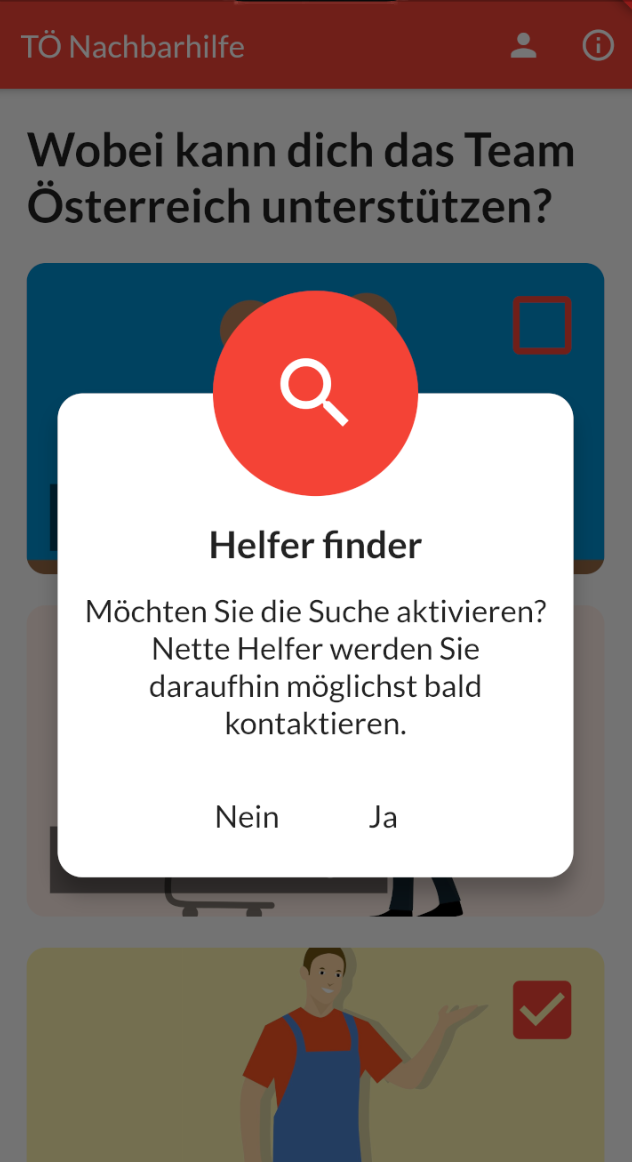 TÖ Nachbarhilfe
Wobei kann dich das Team
Österreich unterstützen?
Helfer finder
Möchten Sie die Suche aktivieren?
Nette Helfer werden Sie
daraufhin möglichst bald
kontaktieren.
Nein Ja